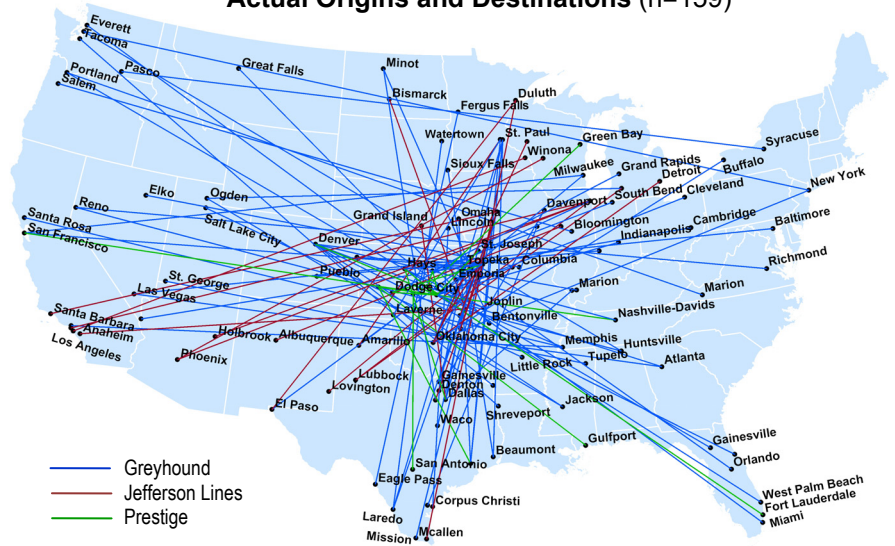 Actual Origins and Destinations (n=159)
Everett
Tacoma
Portland
Pasco
Salem
Great Falls
Minot
Bismarck
Fergus Falls
Duluth
Watertown
St. Paul
Winona
Green Bay
Sioux Falls
Milwaukee
Grand Rapids
Detroit
Syracuse
Buffalo
New York
South Bend
Cleveland
Elko
Ogden
Reno
Salt Lake City
Grand Island
Omaha
Lincoln
Davenport
Bloomington
Indianapolis
Cambridge
Baltimore
Santa Rosa
San Francisco
Denver
St. Joseph
Topeka
Hays
Emporia
Columbia
Richmond
Pueblo
Dodge City
St. George
Las Vegas
Marion
Marion
Joplin
Laverne
Bentonville
Nashville-Davids
Santa Barbara
Anaheim
Los Angeles
Holbrook
Albuquerque
Amarillo
Oklahoma City
Memphis
Huntsville
Tupelo
Little Rock
Atlanta
Phoenix
Lubbock
Lovington
Gainesville
Denton
Dallas
El Paso
Waco
Shreveport
Jackson
Gulfport
Gainesville
Orlando
Beaumont
San Antonio
Eagle Pass
Corpus Christi
Laredo
Mission
Mcallen
West Palm Beach
Fort Lauderdale
Miami
Greyhound
Jefferson Lines
Prestige